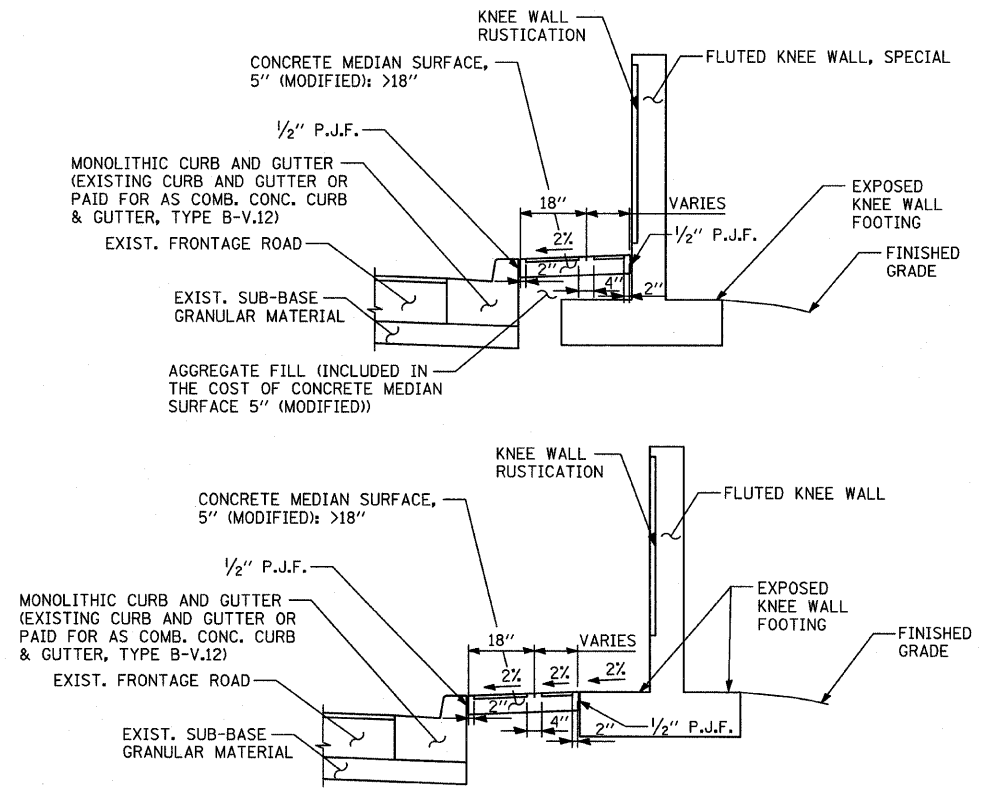 KNEE WALL
RUSTICATION
CONCRETE MEDIAN SURFACE,
5" (MODIFIED): >18"
FLUTED KNEE WALL, SPECIAL
1/2" P.J.F.
MONOLITHIC CURB AND GUTTER
(EXISTING CURB AND GUTTER OR
PAID FOR AS COMB. CONC. CURB
& GUTTER, TYPE B-V.12)
EXIST. FRONTAGE ROAD
EXIST. SUB-BASE
GRANULAR MATERIAL
18"
VARIES
2%
1/2" P.J.F.
2"
4"
2"
EXPOSED
KNEE WALL
FOOTING
FINISHED
GRADE
AGGREGATE FILL (INCLUDED IN
THE COST OF CONCRETE MEDIAN
SURFACE 5" (MODIFIED))
KNEE WALL
RUSTICATION
CONCRETE MEDIAN SURFACE,
5" (MODIFIED): >18"
FLUTED KNEE WALL
1/2" P.J.F.
MONOLITHIC CURB AND GUTTER
(EXISTING CURB AND GUTTER OR
PAID FOR AS COMB. CONC. CURB
& GUTTER, TYPE B-V.12)
EXIST. FRONTAGE ROAD
EXIST. SUB-BASE
GRANULAR MATERIAL
18"
VARIES
2%
2%
2%
2"
4"
2"
1/2" P.J.F.
EXPOSED
KNEE WALL
FOOTING
FINISHED
GRADE